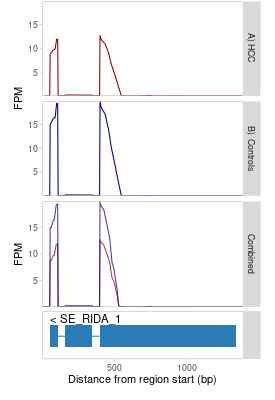 15
10
5
A) HCC
FPM
15
10
5
B) Controls
15
10
5
Combined
FPM
< SE_RIDA_1
500
1000
Distance from region start (bp)